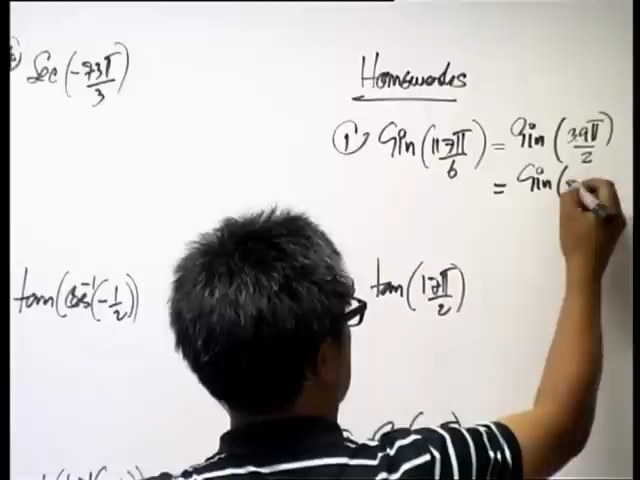 Sec(-73π/3)
Homewades
① Sin(117π/6) = Sin(39π/2)
= Sin(
tan(cos⁻¹(-1/2))
tan(17π/2)